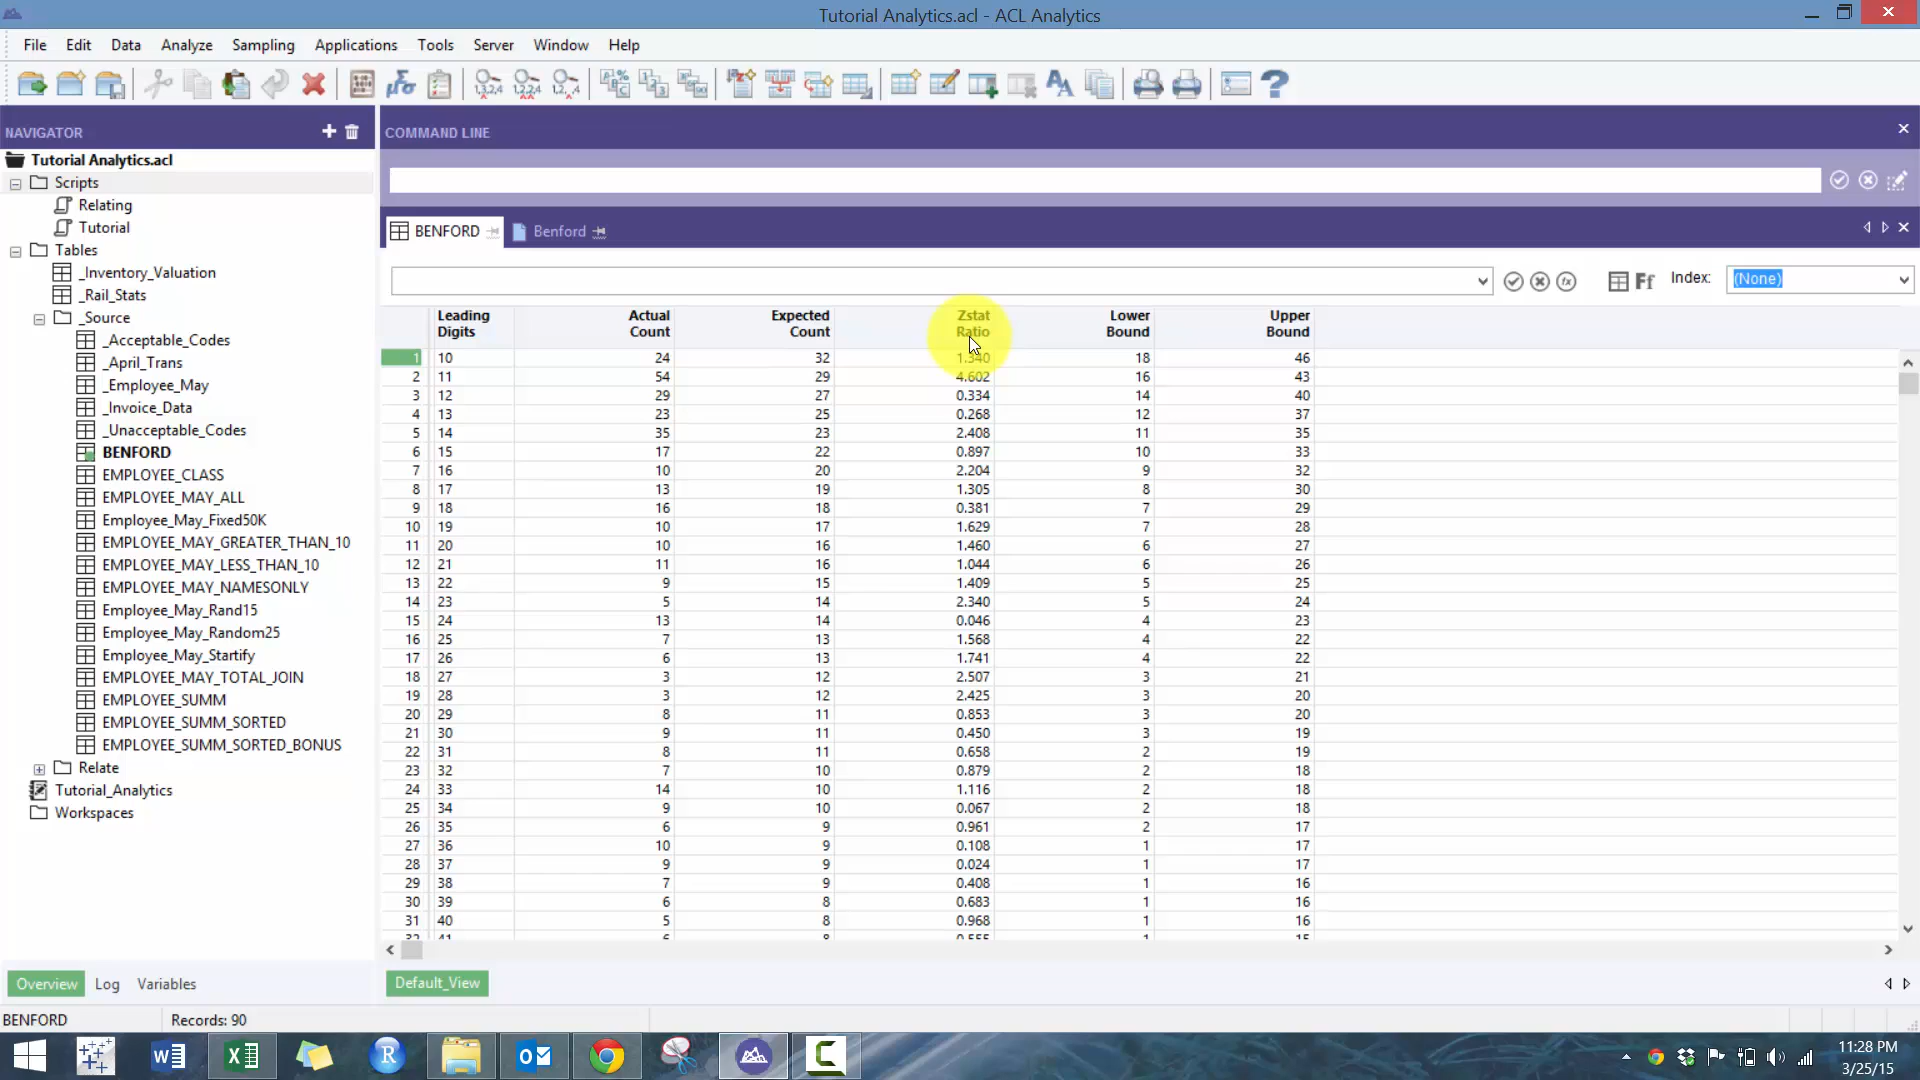 Tutorial Analytics.acl - ACL Analytics
File Edit Data Analyze Sampling Applications Tools Server Window Help
NAVIGATOR
COMMAND LINE
Tutorial Analytics.acl
Scripts
Relating
Tutorial
Tables
_Inventory_Valuation
_Rail_Stats
_Source
_Acceptable_Codes
_April_Trans
_Employee_May
_Invoice_Data
_Unacceptable_Codes
BENFORD
EMPLOYEE_CLASS
EMPLOYEE_MAY_ALL
Employee_May_Fixed50K
EMPLOYEE_MAY_GREATER_THAN_10
EMPLOYEE_MAY_LESS_THAN_10
EMPLOYEE_MAY_NAMESONLY
Employee_May_Rand15
Employee_May_Random25
Employee_May_Startify
EMPLOYEE_MAY_TOTAL_JOIN
EMPLOYEE_SUMM
EMPLOYEE_SUMM_SORTED
EMPLOYEE_SUMM_SORTED_BONUS
Relate
Tutorial_Analytics
Workspaces
BENFORD Benford
Ff Index: (None)
Leading Actual Expected Zstat Lower Upper
Digits Count Count Ratio Bound Bound
1 10 24 32 1.340 18 46
2 11 54 29 4.602 16 43
3 12 29 27 0.334 14 40
4 13 23 25 0.268 12 37
5 14 35 23 2.408 11 35
6 15 17 22 0.897 10 33
7 16 10 20 2.204 9 32
8 17 13 19 1.305 8 30
9 18 16 18 0.381 7 29
10 19 10 17 1.629 7 28
11 20 10 16 1.460 6 27
12 21 11 16 1.044 6 26
13 22 9 15 1.409 5 25
14 23 5 14 2.340 5 24
15 24 13 14 0.046 4 23
16 25 7 13 1.568 4 22
17 26 6 13 1.741 4 22
18 27 3 12 2.507 3 21
19 28 3 12 2.425 3 20
20 29 8 11 0.853 3 20
21 30 9 11 0.450 3 19
22 31 8 11 0.658 2 19
23 32 7 10 0.879 2 18
24 33 14 10 1.116 2 18
25 34 9 10 0.067 2 18
26 35 6 9 0.961 2 17
27 36 10 9 0.108 1 17
28 37 9 9 0.024 1 17
29 38 7 9 0.408 1 16
30 39 6 8 0.683 1 16
31 40 5 8 0.968 1 16
32 41 6 8 0.555 1 15
Overview Log Variables
Default_View
BENFORD Records: 90
11:28 PM
3/25/15